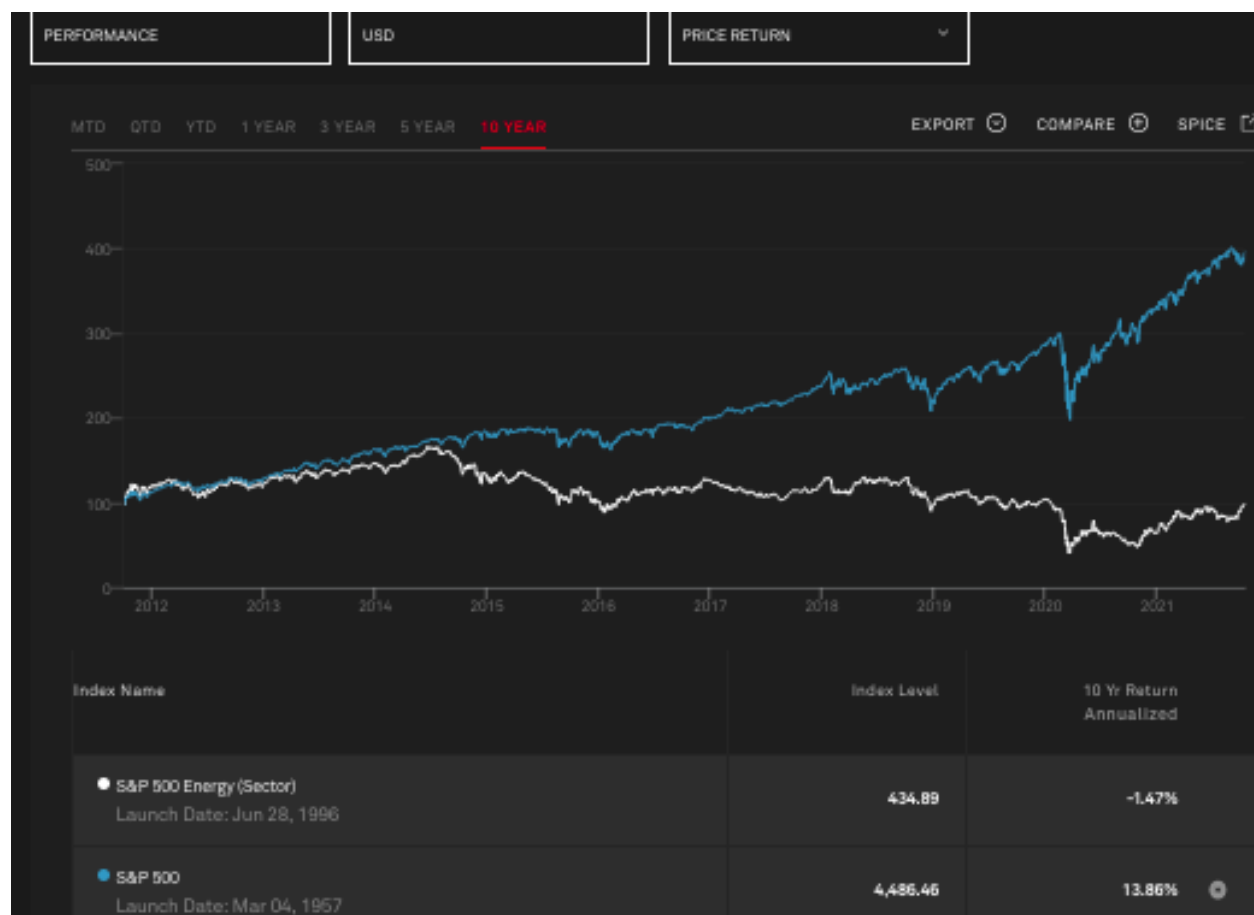 PERFORMANCE USD PRICE RETURN
MTD QTD YTD 1 YEAR 3 YEAR 5 YEAR 10 YEAR EXPORT COMPARE SPICE
500
400
300
200
100
0
2012 2013 2014 2015 2016 2017 2018 2019 2020 2021
Index Name Index Level 10 Yr Return
Annualized
S&P 500 Energy (Sector)
Launch Date: Jun 28, 1996
434.89 -1.47%
S&P 500
Launch Date: Mar 04, 1957
4,486.46 13.86%